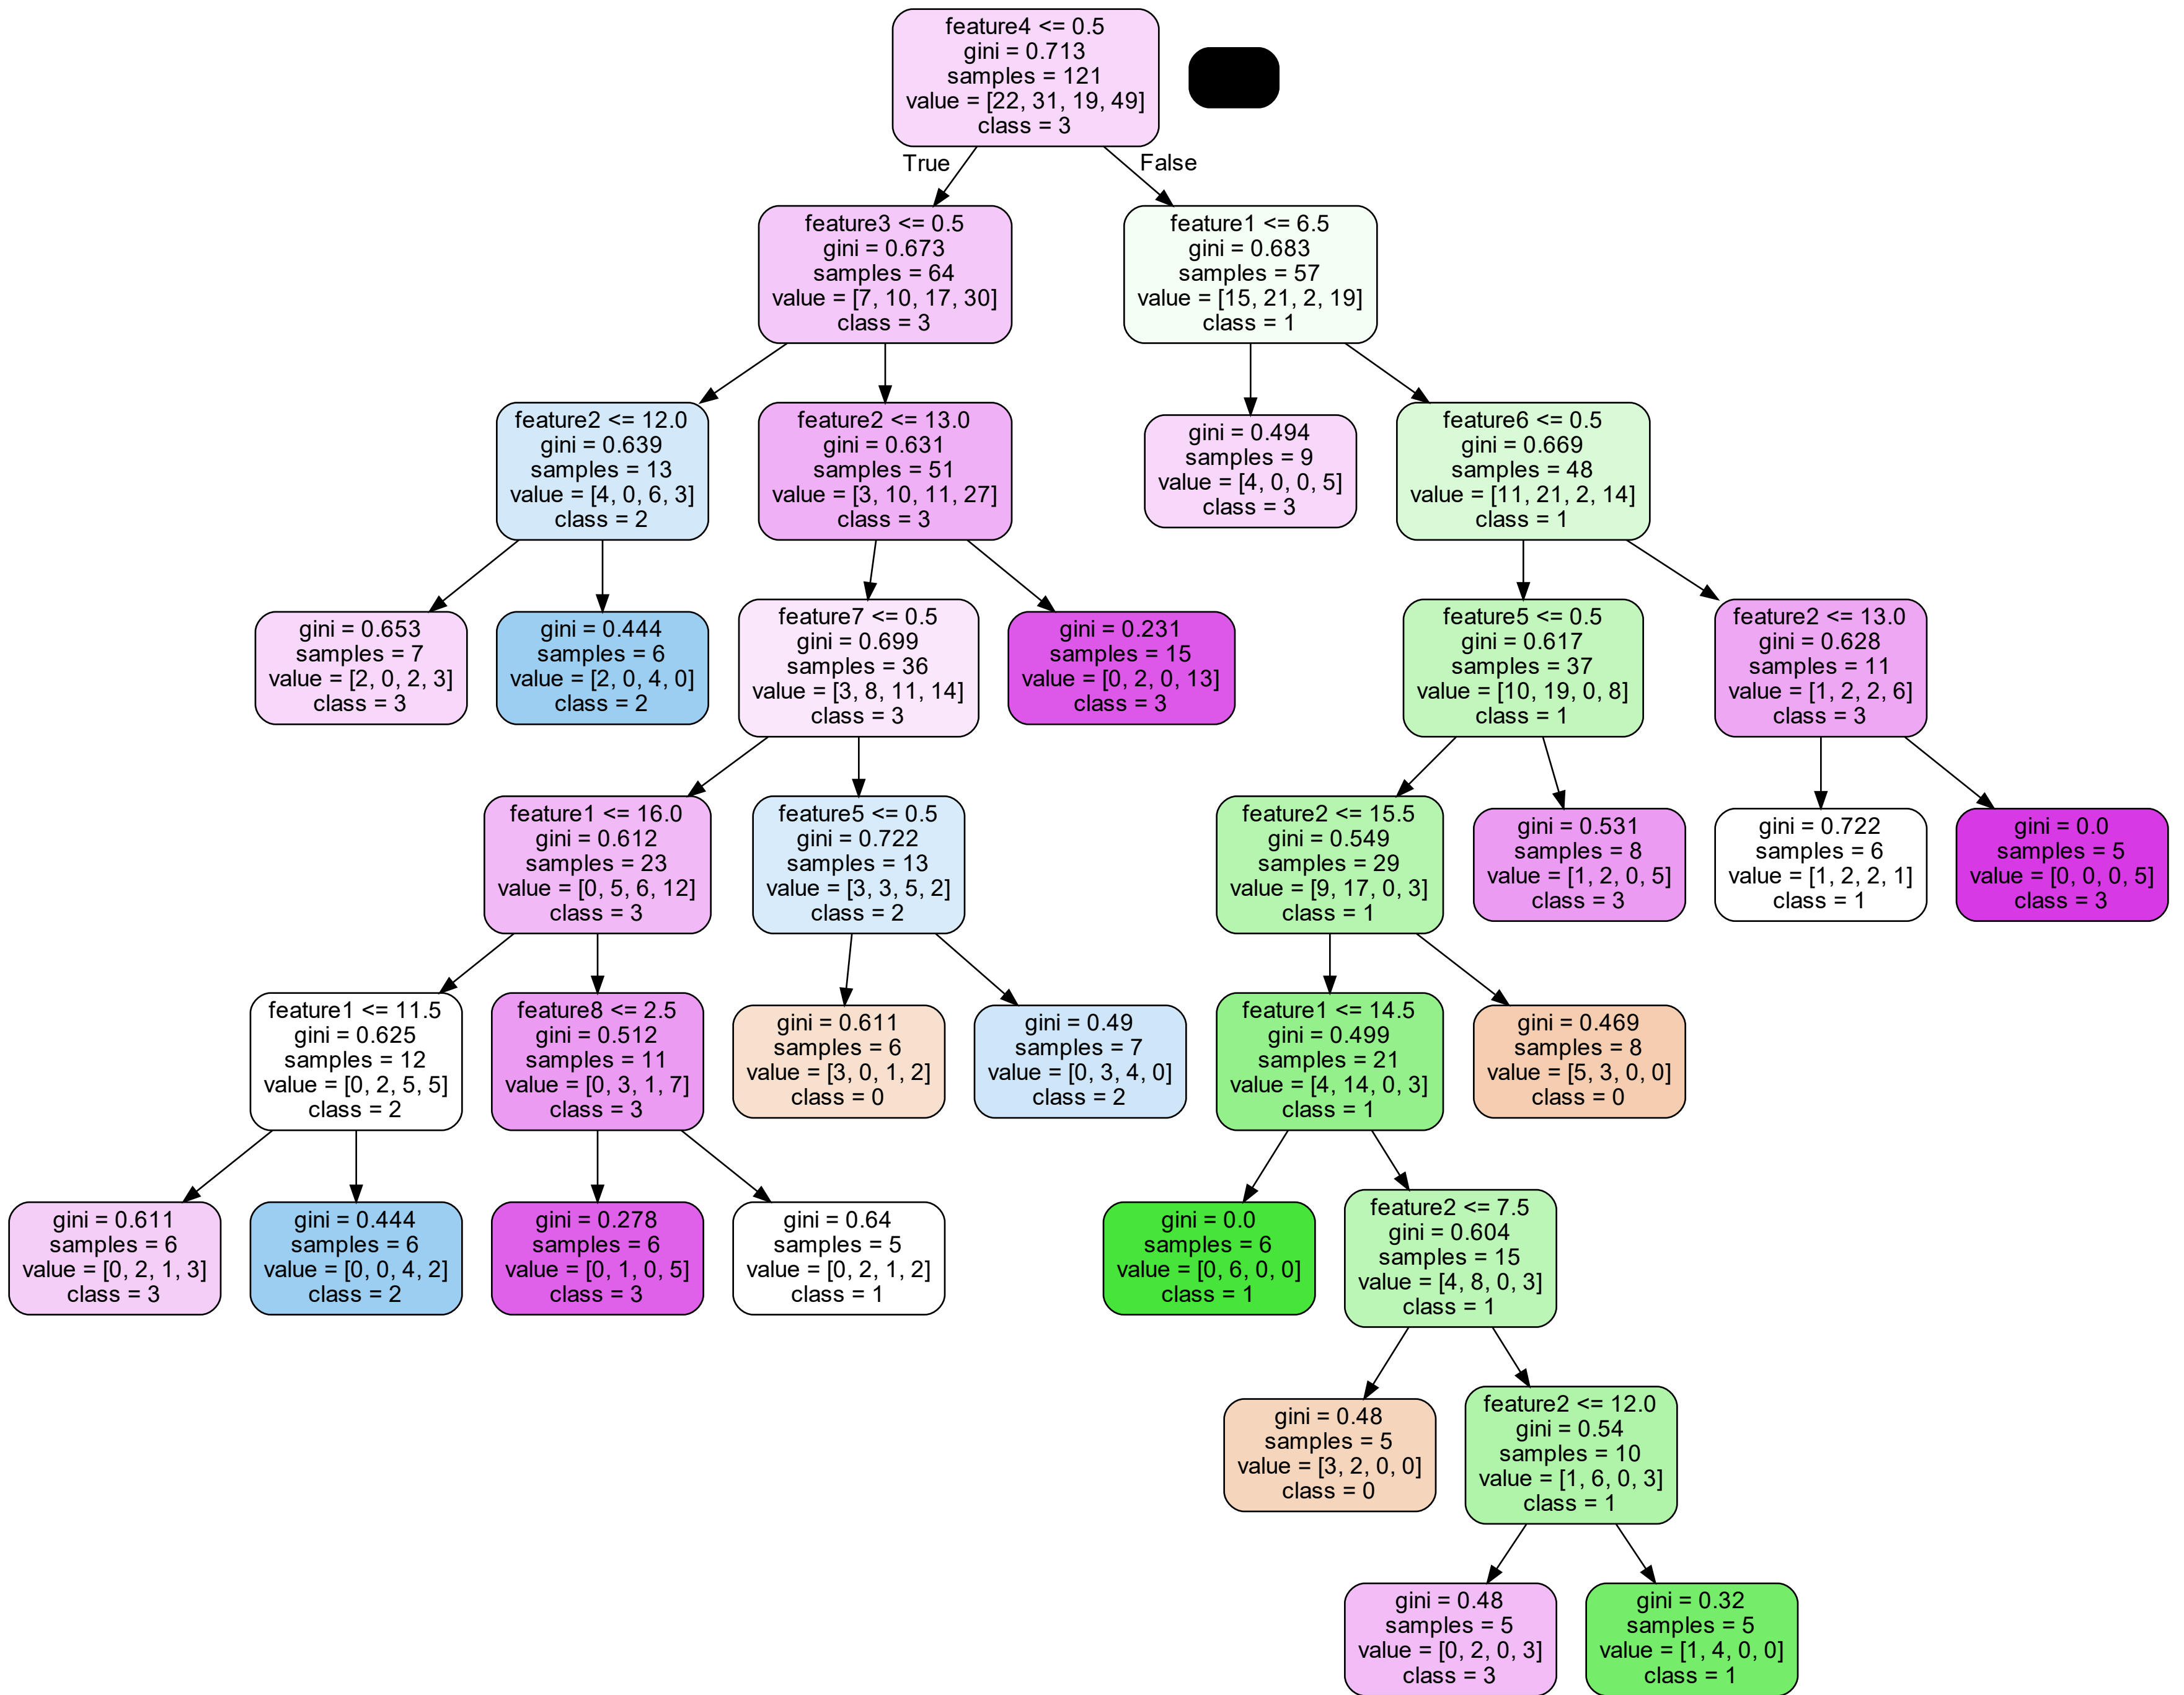 feature4 <= 0.5
gini = 0.713
samples = 121
value = [22, 31, 19, 49]
class = 3
True
False
feature3 <= 0.5
gini = 0.673
samples = 64
value = [7, 10, 17, 30]
class = 3
feature1 <= 6.5
gini = 0.683
samples = 57
value = [15, 21, 2, 19]
class = 1
feature2 <= 12.0
gini = 0.639
samples = 13
value = [4, 0, 6, 3]
class = 2
feature2 <= 13.0
gini = 0.631
samples = 51
value = [3, 10, 11, 27]
class = 3
gini = 0.494
samples = 9
value = [4, 0, 0, 5]
class = 3
feature6 <= 0.5
gini = 0.669
samples = 48
value = [11, 21, 2, 14]
class = 1
gini = 0.653
samples = 7
value = [2, 0, 2, 3]
class = 3
gini = 0.444
samples = 6
value = [2, 0, 4, 0]
class = 2
feature7 <= 0.5
gini = 0.699
samples = 36
value = [3, 8, 11, 14]
class = 3
gini = 0.231
samples = 15
value = [0, 2, 0, 13]
class = 3
feature5 <= 0.5
gini = 0.617
samples = 37
value = [10, 19, 0, 8]
class = 1
feature2 <= 13.0
gini = 0.628
samples = 11
value = [1, 2, 2, 6]
class = 3
feature1 <= 16.0
gini = 0.612
samples = 23
value = [0, 5, 6, 12]
class = 3
feature5 <= 0.5
gini = 0.722
samples = 13
value = [3, 3, 5, 2]
class = 2
feature2 <= 15.5
gini = 0.549
samples = 29
value = [9, 17, 0, 3]
class = 1
gini = 0.531
samples = 8
value = [1, 2, 0, 5]
class = 3
gini = 0.722
samples = 6
value = [1, 2, 2, 1]
class = 1
gini = 0.0
samples = 5
value = [0, 0, 0, 5]
class = 3
feature1 <= 11.5
gini = 0.625
samples = 12
value = [0, 2, 5, 5]
class = 2
feature8 <= 2.5
gini = 0.512
samples = 11
value = [0, 3, 1, 7]
class = 3
gini = 0.611
samples = 6
value = [3, 0, 1, 2]
class = 0
gini = 0.49
samples = 7
value = [0, 3, 4, 0]
class = 2
feature1 <= 14.5
gini = 0.499
samples = 21
value = [4, 14, 0, 3]
class = 1
gini = 0.469
samples = 8
value = [5, 3, 0, 0]
class = 0
gini = 0.611
samples = 6
value = [0, 2, 1, 3]
class = 3
gini = 0.444
samples = 6
value = [0, 0, 4, 2]
class = 2
gini = 0.278
samples = 6
value = [0, 1, 0, 5]
class = 3
gini = 0.64
samples = 5
value = [0, 2, 1, 2]
class = 1
gini = 0.0
samples = 6
value = [0, 6, 0, 0]
class = 1
feature2 <= 7.5
gini = 0.604
samples = 15
value = [4, 8, 0, 3]
class = 1
gini = 0.48
samples = 5
value = [3, 2, 0, 0]
class = 0
feature2 <= 12.0
gini = 0.54
samples = 10
value = [1, 6, 0, 3]
class = 1
gini = 0.48
samples = 5
value = [0, 2, 0, 3]
class = 3
gini = 0.32
samples = 5
value = [1, 4, 0, 0]
class = 1